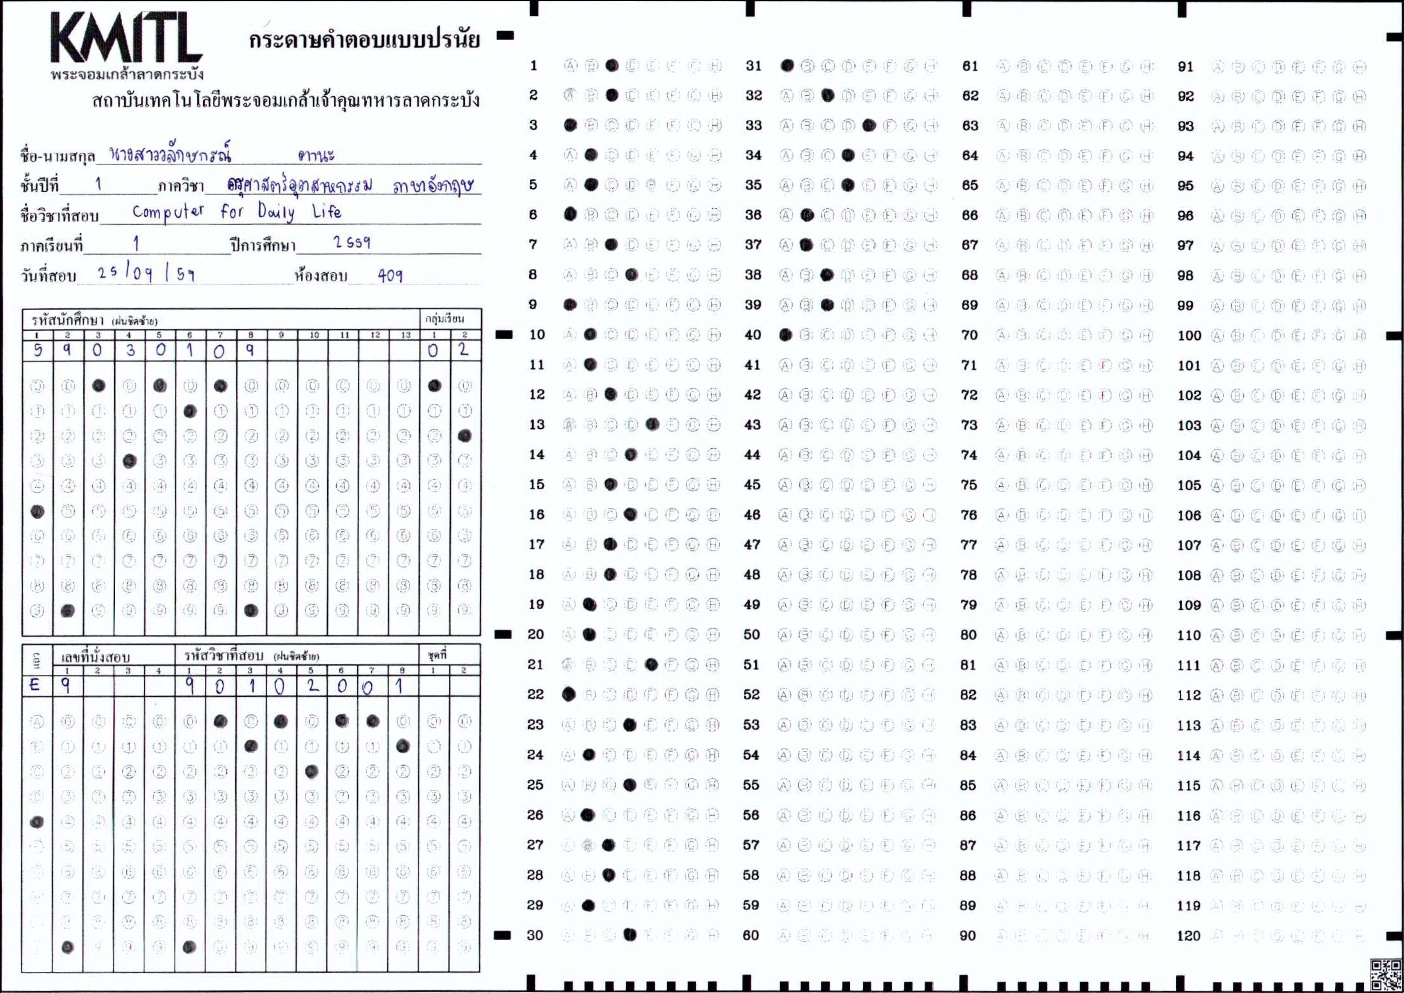 KMITL
พระจอมเกล้าลาดกระบัง
กระดาษคำตอบแบบปรนัย
สถาบันเทคโนโลยีพระจอมเกล้าเจ้าคุณทหารลาดกระบัง
ชื่อ-นามสกุล นางสาววลักษกรณ์ ตานะ
ชั้นปีที่ 1 ภาควิชา ครุศาสตร์อุตสาหกรรม ภาษาอังกฤษ
ชื่อวิชาที่สอบ Computer for Daily Life
ภาคเรียนที่ 1 ปีการศึกษา 2559
วันที่สอบ 25/09/59 ห้องสอบ 409
รหัสนักศึกษา (ฝนชิดซ้าย) กลุ่มเรียน
1 2 3 4 5 6 7 8 9 10 11 12 13 1 2
5 9 0 3 0 1 0 9 0 2
แถว เลขที่นั่งสอบ รหัสวิชาที่สอบ (ฝนชิดซ้าย) ชุดที่
1 2 3 4 1 2 3 4 5 6 7 8 1 2
E 9 9 0 1 0 2 0 0 1
1 31 61 91
2 32 62 92
3 33 63 93
4 34 64 94
5 35 65 95
6 36 66 96
7 37 67 97
8 38 68 98
9 39 69 99
10 40 70 100
11 41 71 101
12 42 72 102
13 43 73 103
14 44 74 104
15 45 75 105
16 46 76 106
17 47 77 107
18 48 78 108
19 49 79 109
20 50 80 110
21 51 81 111
22 52 82 112
23 53 83 113
24 54 84 114
25 55 85 115
26 56 86 116
27 57 87 117
28 58 88 118
29 59 89 119
30 60 90 120